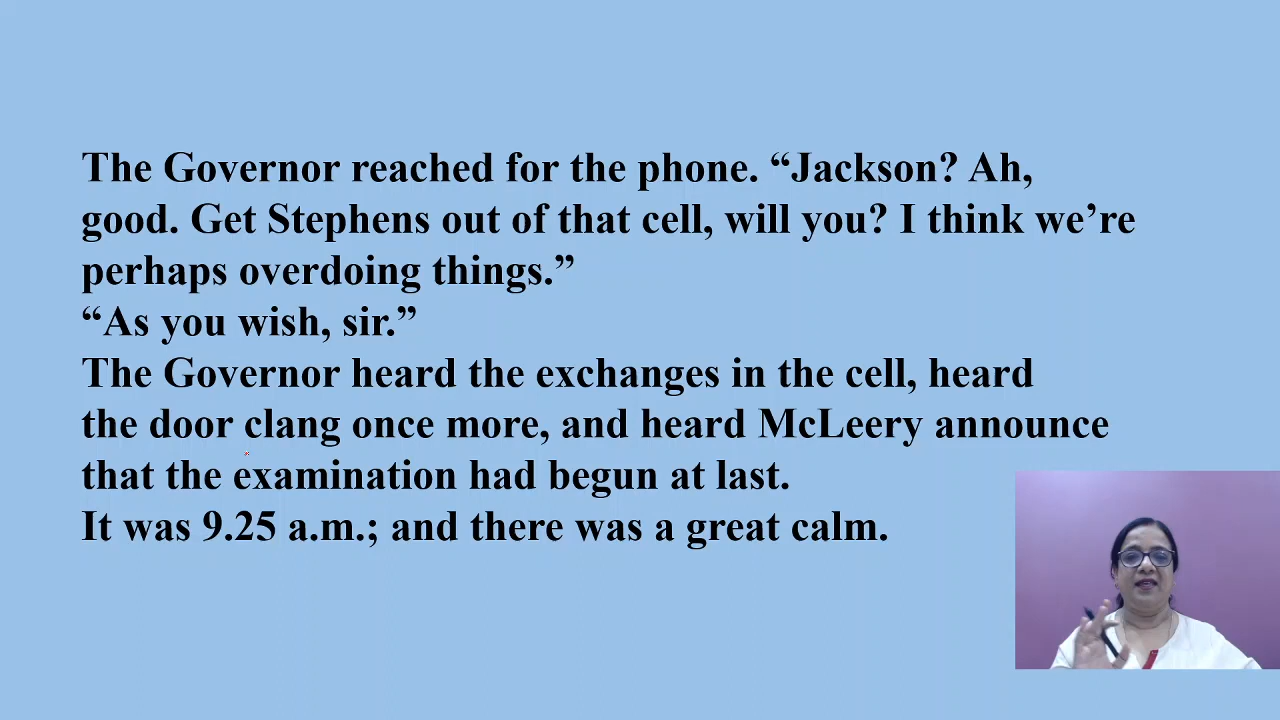 The Governor reached for the phone. “Jackson? Ah,
good. Get Stephens out of that cell, will you? I think we’re
perhaps overdoing things.”
“As you wish, sir.”
The Governor heard the exchanges in the cell, heard
the door clang once more, and heard McLeery announce
that the examination had begun at last.
It was 9.25 a.m.; and there was a great calm.